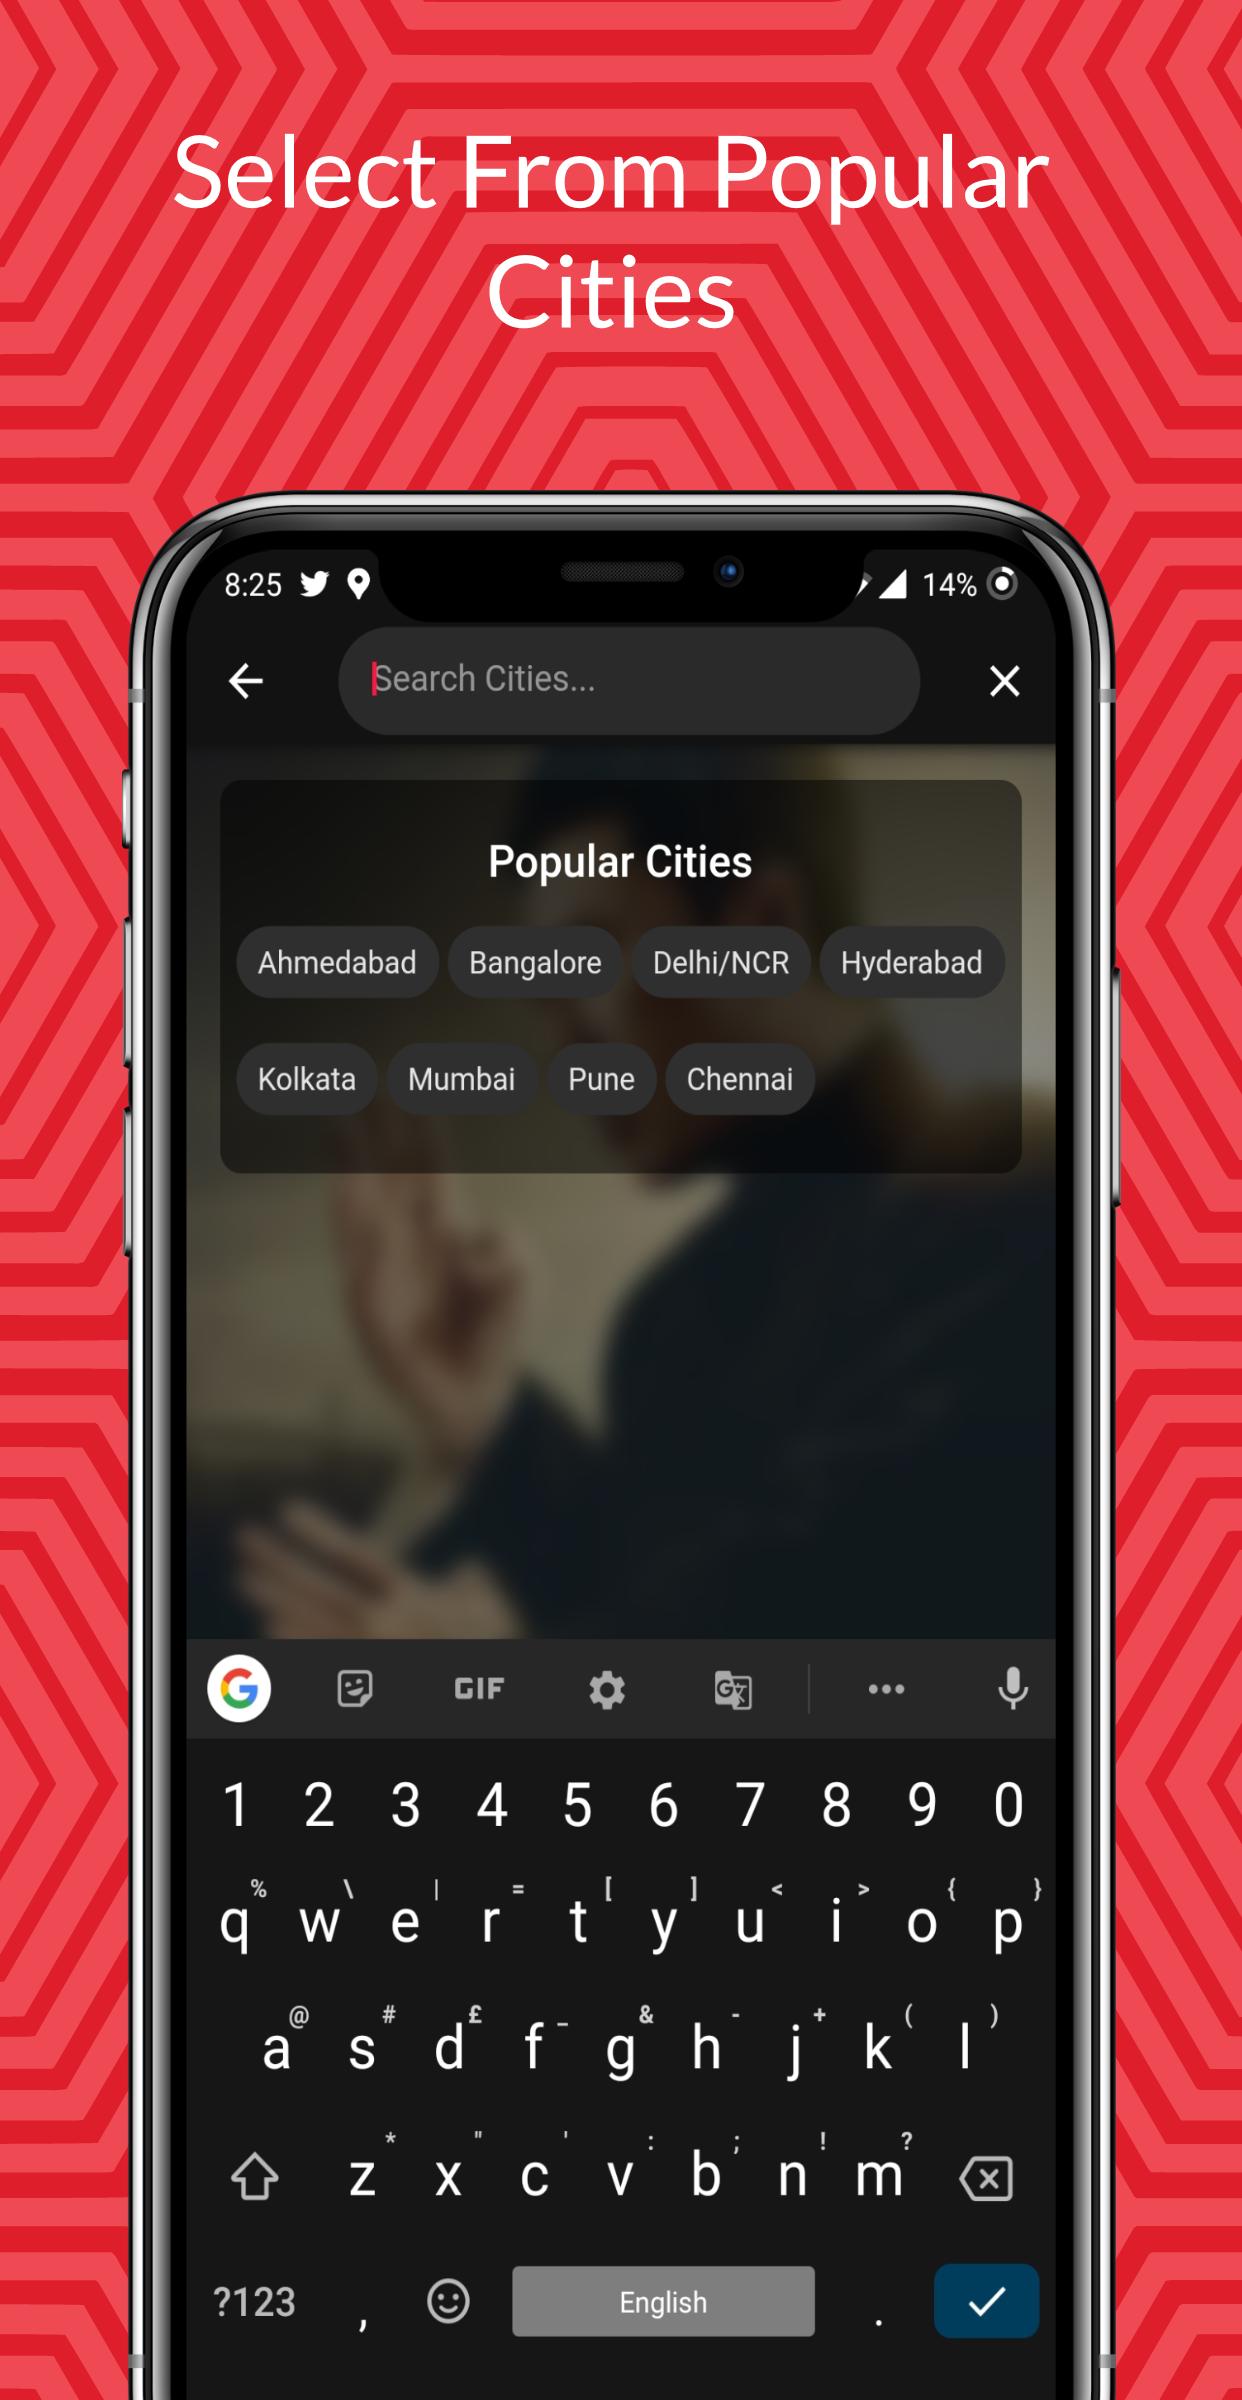 Select From Popular
Cities
8:25 14%
Search Cities...
Popular Cities
Ahmedabad Bangalore Delhi/NCR Hyderabad
Kolkata Mumbai Pune Chennai
G GIF G
1 2 3 4 5 6 7 8 9 0
% \ | = [ ] < > { }
q w e r t y u i o p
@ # £ _ & - + ( )
a s d f g h j k l
* " ' : ; ! ?
z x c v b n m
?123 , English .